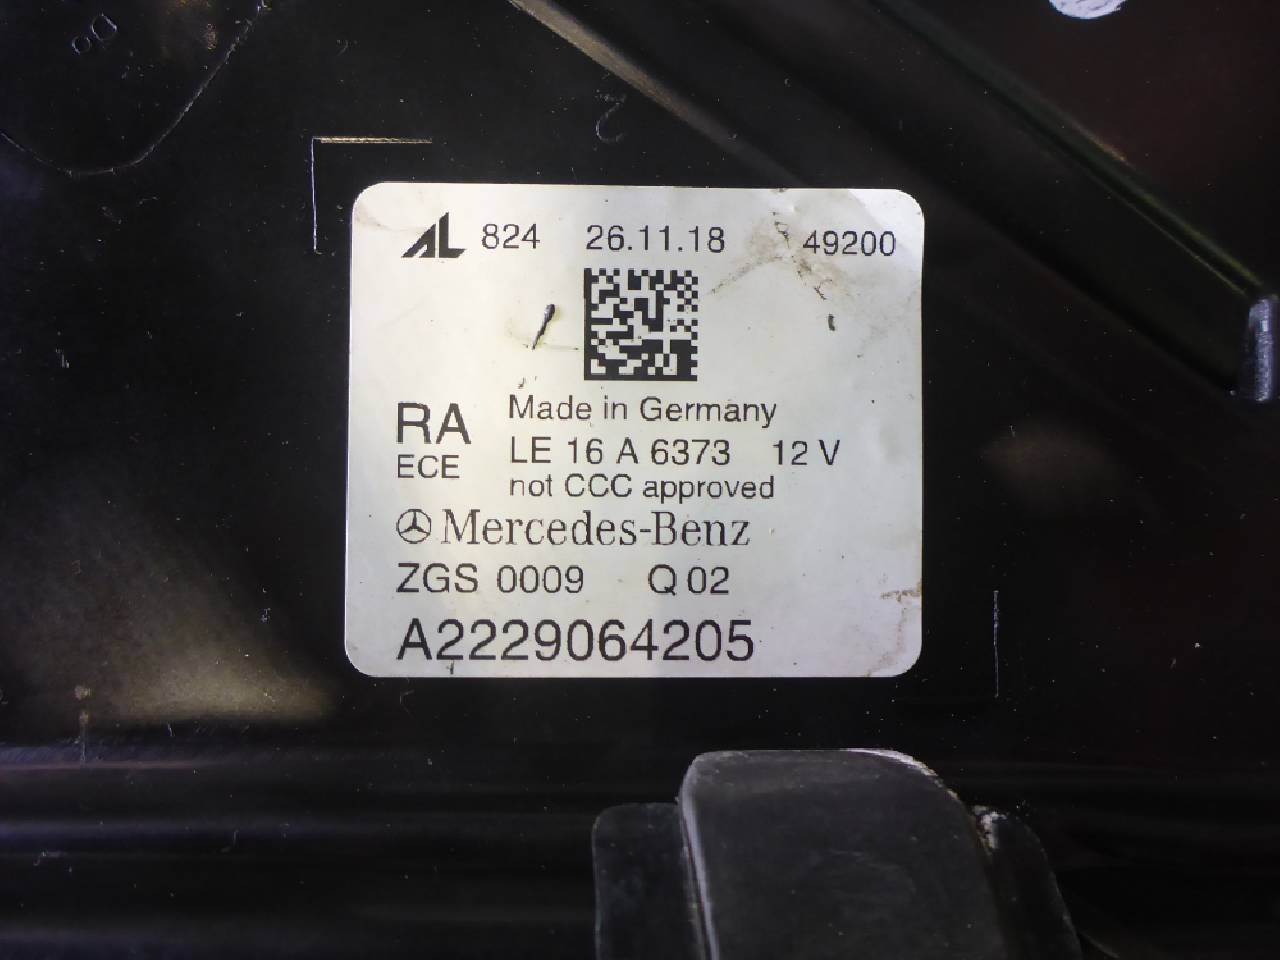 AL 824 26.11.18 49200
Made in Germany
RA LE 16 A 6373 12 V
ECE not CCC approved
Mercedes-Benz
ZGS 0009 Q 02
A2229064205